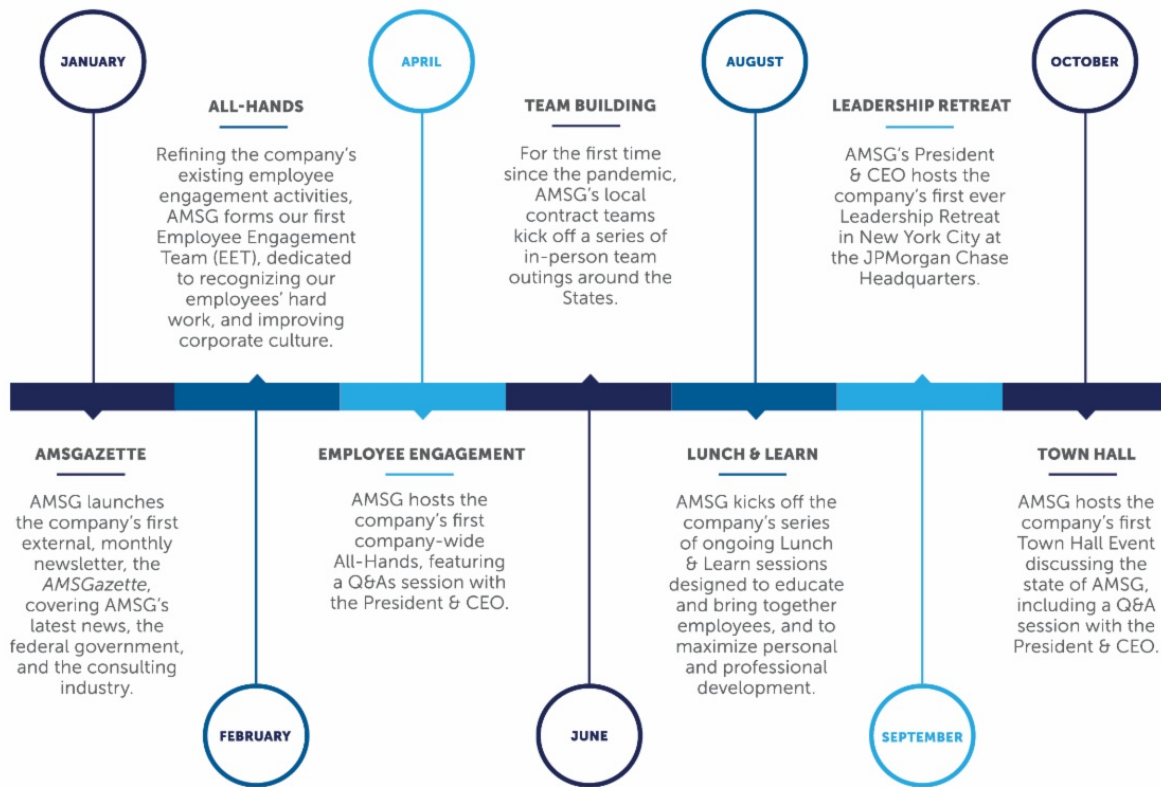 JANUARY
APRIL
AUGUST
OCTOBER
ALL-HANDS
Refining the company's
existing employee
engagement activities,
AMSG forms our first
Employee Engagement
Team (EET), dedicated
to recognizing our
employees' hard
work, and improving
corporate culture.
TEAM BUILDING
For the first time
since the pandemic,
AMSG's local
contract teams
kick off a series of
in-person team
outings around the
States.
LEADERSHIP RETREAT
AMSG's President
& CEO hosts the
company's first ever
Leadership Retreat
in New York City at
the JPMorgan Chase
Headquarters.
AMSGAZETTE
AMSG launches
the company's first
external, monthly
newsletter, the
AMSGazette,
covering AMSG's
latest news, the
federal government,
and the consulting
industry.
EMPLOYEE ENGAGEMENT
AMSG hosts the
company's first
company-wide
All-Hands, featuring
a Q&As session with
the President & CEO.
LUNCH & LEARN
AMSG kicks off the
company's series
of ongoing Lunch
& Learn sessions
designed to educate
and bring together
employees, and to
maximize personal
and professional
development.
TOWN HALL
AMSG hosts the
company's first
Town Hall Event
discussing the
state of AMSG,
including a Q&A
session with the
President & CEO.
FEBRUARY
JUNE
SEPTEMBER